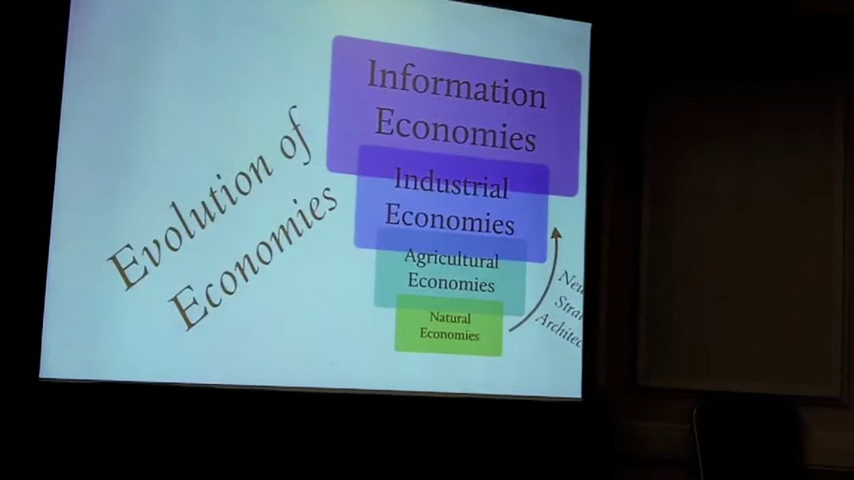 Evolution of
Economies
Information
Economies
Industrial
Economies
Agricultural
Economies
Natural
Economies